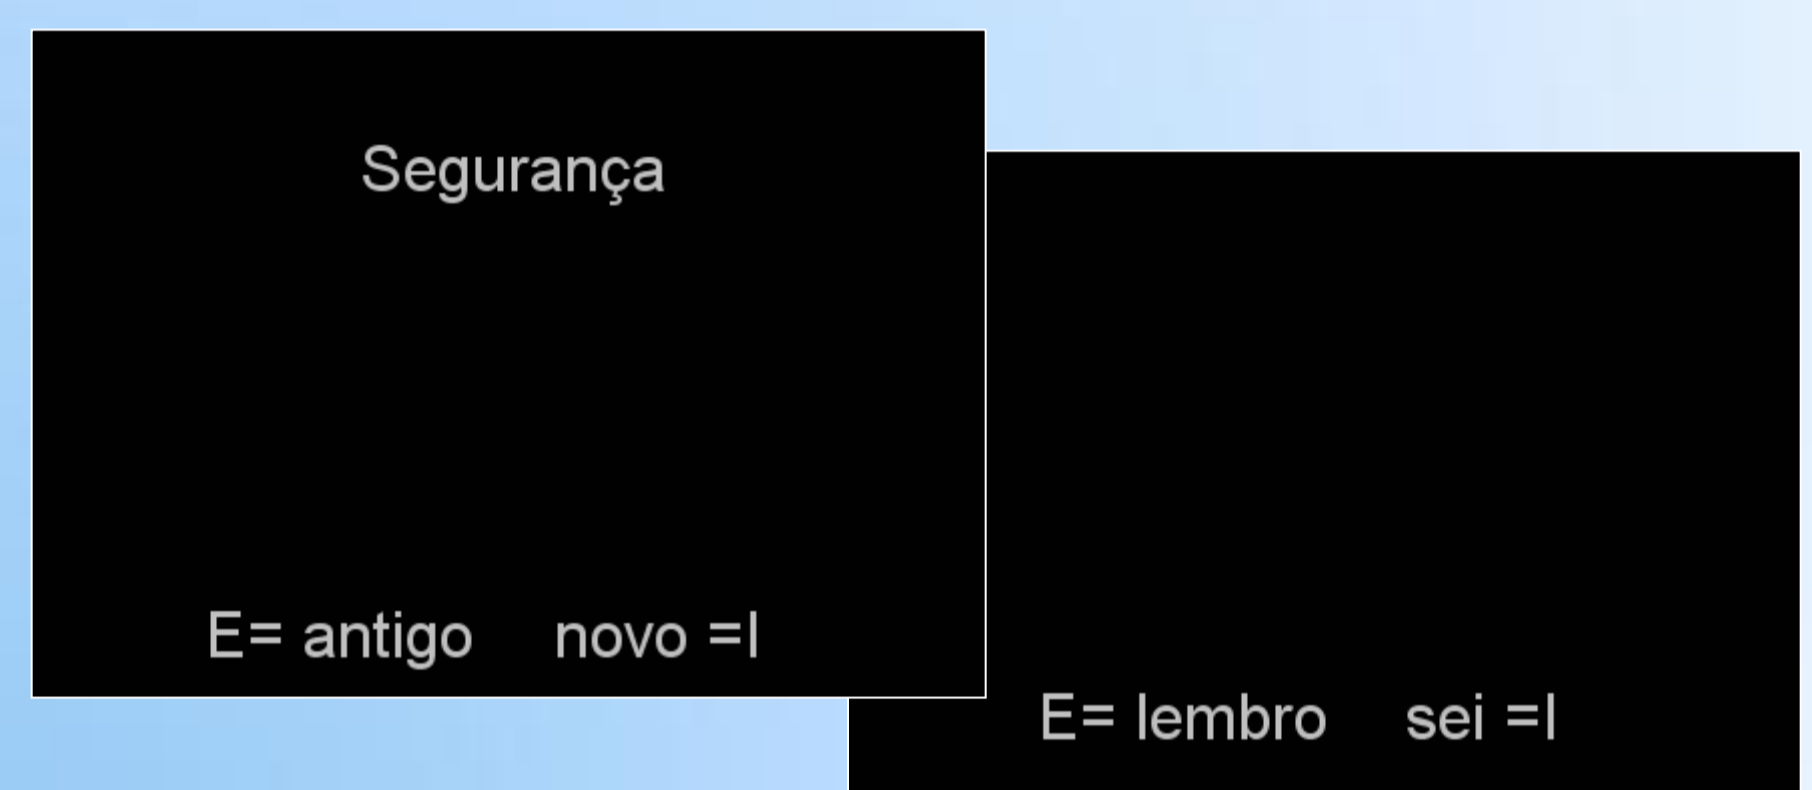 Segurança
E= antigo novo =I
E= lembro sei =I